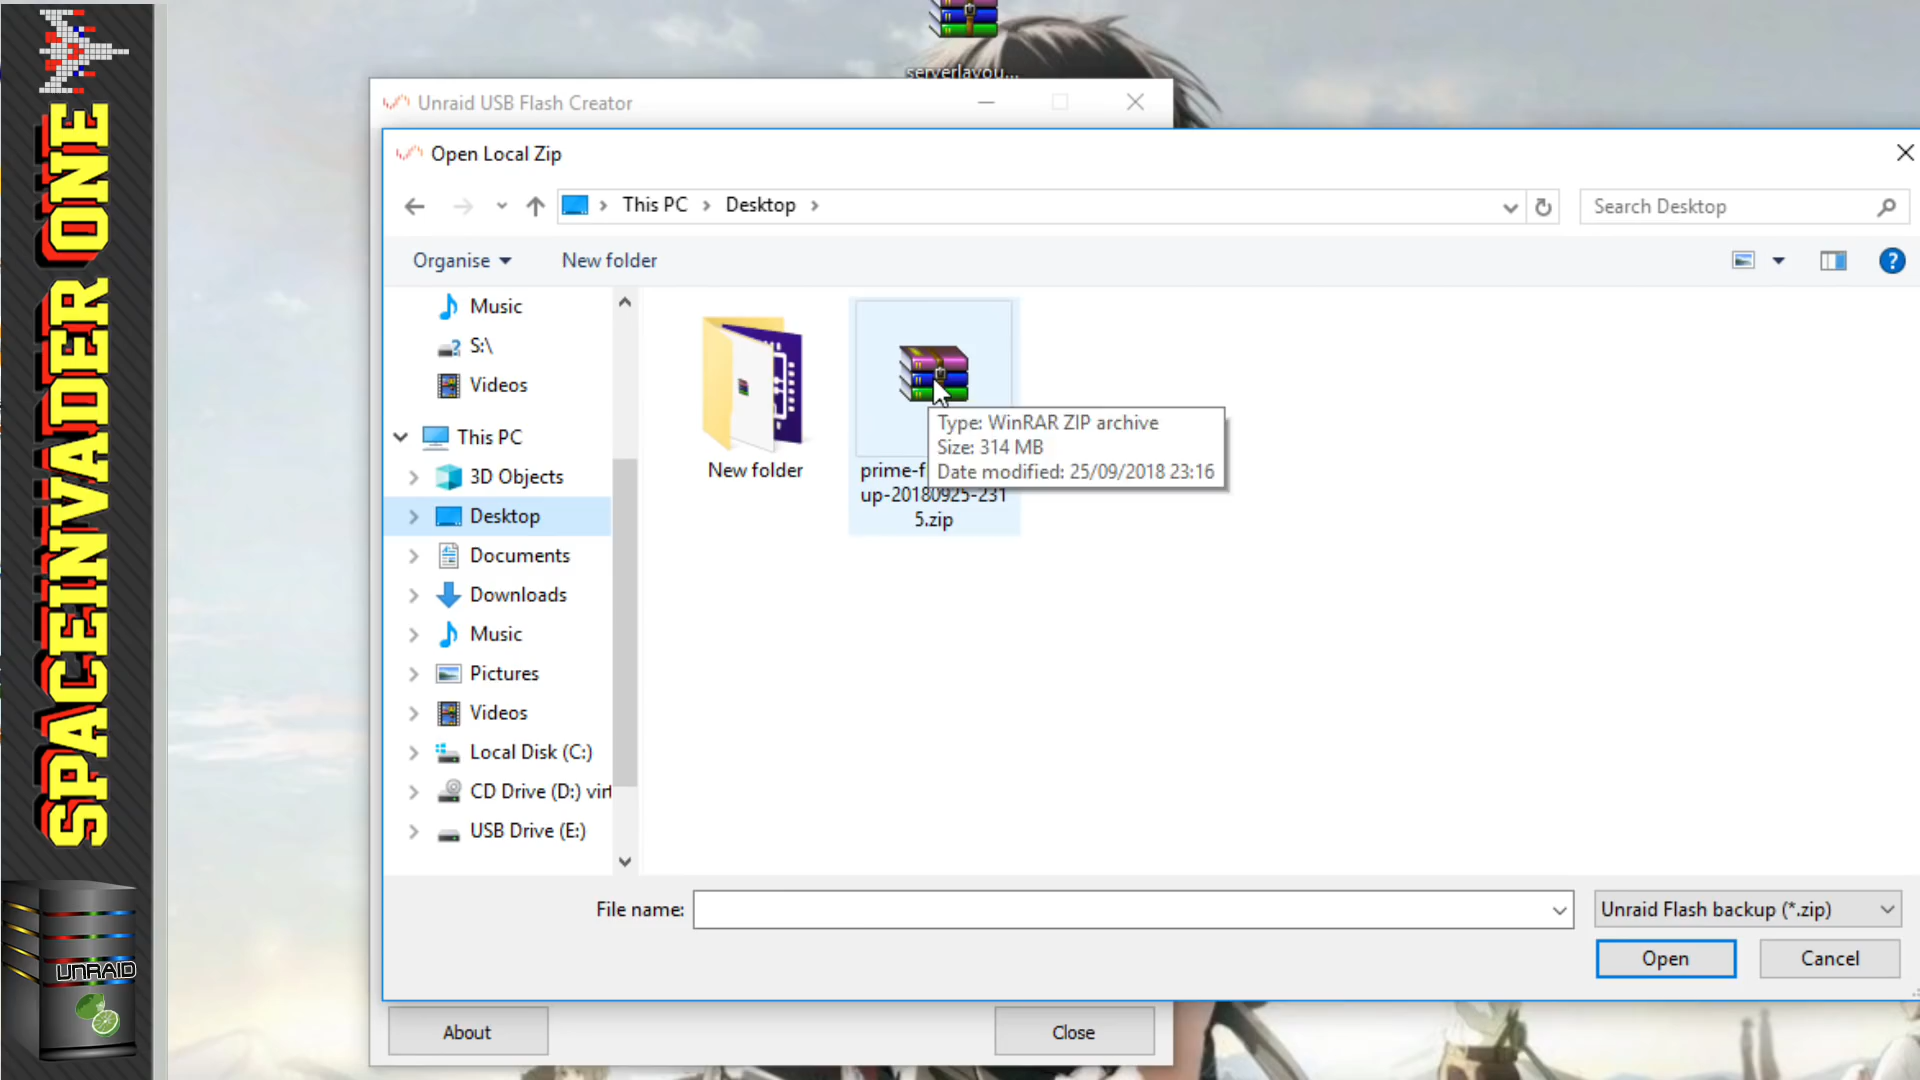 SPACEINVADER ONE
UNRAID
serverlayou...
Unraid USB Flash Creator
Open Local Zip
This PC
Desktop
Search Desktop
Organise
New folder
Music
S:\
Videos
This PC
3D Objects
Desktop
Documents
Downloads
Music
Pictures
Videos
Local Disk (C:)
CD Drive (D:) virt
USB Drive (E:)
New folder
prime-f
up-20180925-231
5.zip
Type: WinRAR ZIP archive
Size: 314 MB
Date modified: 25/09/2018 23:16
File name:
Unraid Flash backup (*.zip)
Open
Cancel
About
Close